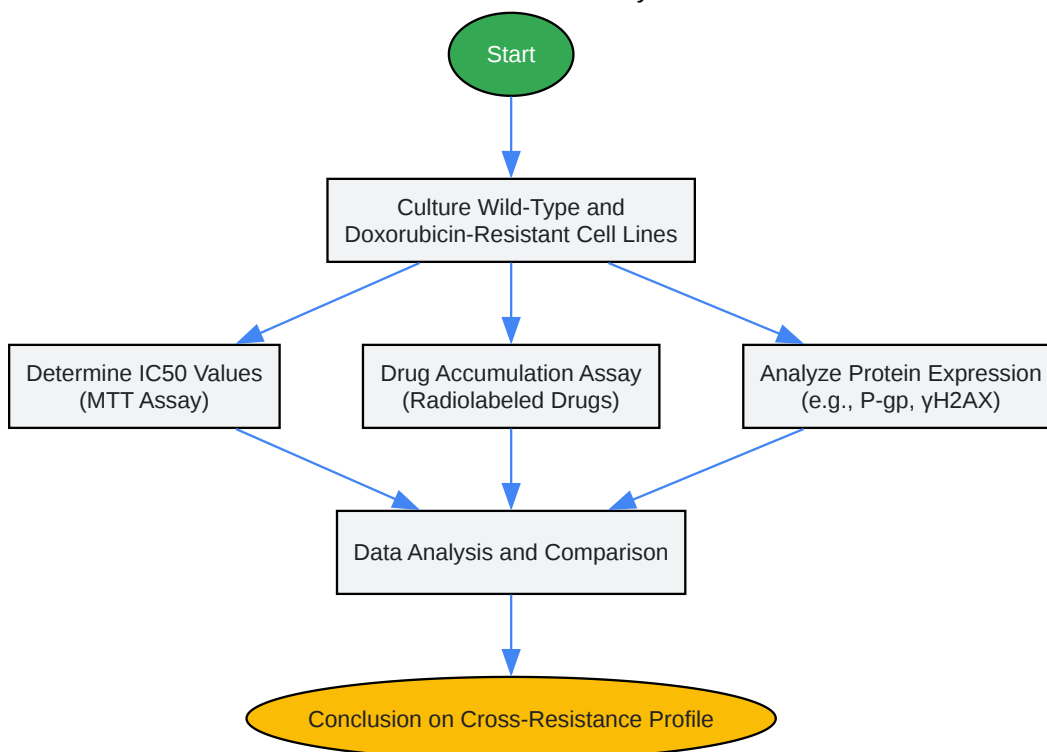 Start
Culture Wild-Type and
Doxorubicin-Resistant Cell Lines
Determine IC50 Values
(MTT Assay)
Drug Accumulation Assay
(Radiolabeled Drugs)
Analyze Protein Expression
(e.g., P-gp, γH2AX)
Data Analysis and Comparison
Conclusion on Cross-Resistance Profile